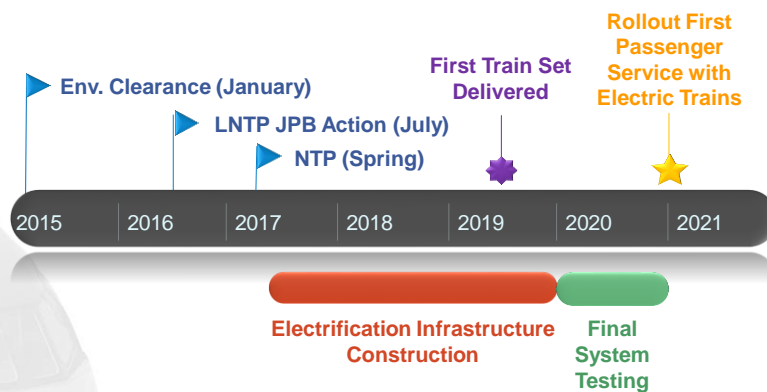 Rollout First
Passenger
Service with
Electric Trains
First Train Set
Delivered
Env. Clearance (January)
LNTP JPB Action (July)
NTP (Spring)
2015
2016
2017
2018
2019
2020
2021
Electrification Infrastructure
Construction
Final
System
Testing